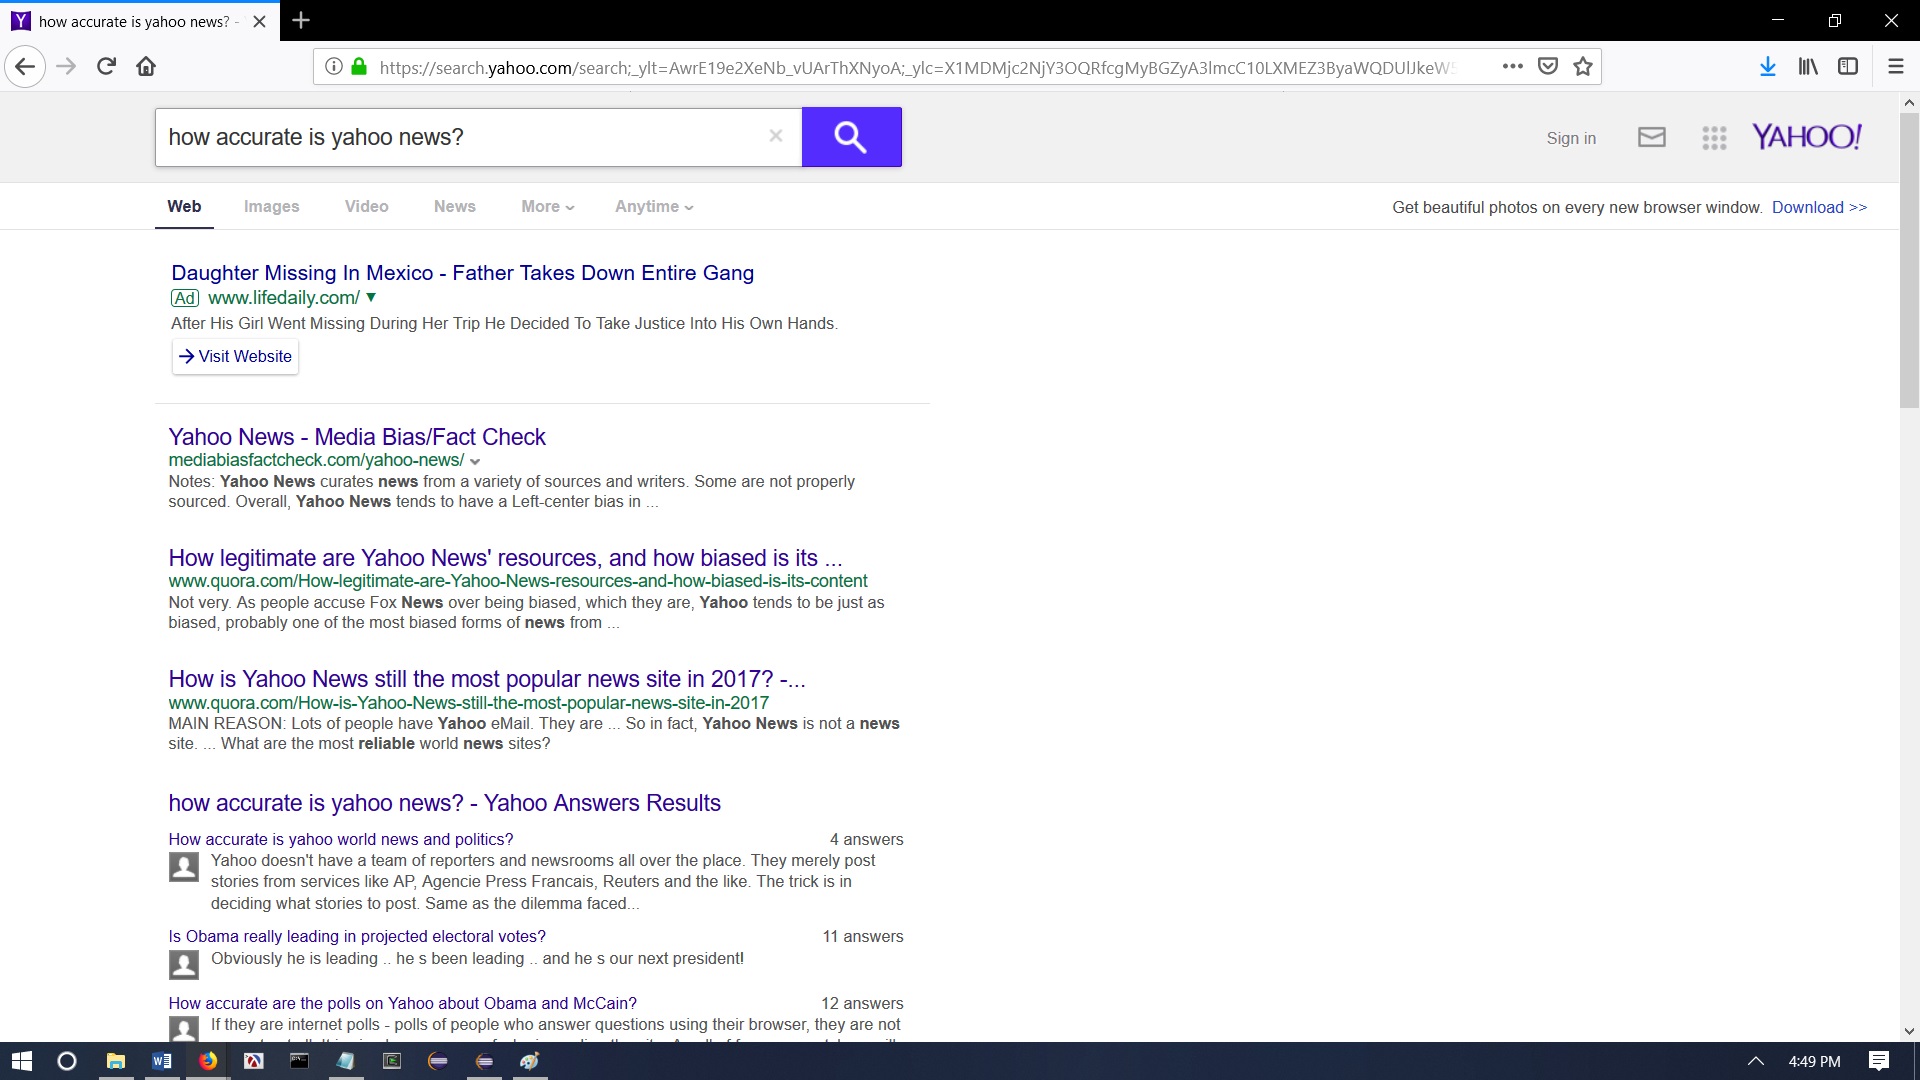 how accurate is yahoo news? -
https://search.yahoo.com/search;_ylt=AwrE19e2XeNb_vUArThXNyoA;_ylc=X1MDMjc2NjY3OQRfcgMyBGZyA3lmcC10LXMEZ3ByaWQDUlJkeW
how accurate is yahoo news?
Sign in
YAHOO!
Web Images Video News More Anytime
Get beautiful photos on every new browser window. Download >>
Daughter Missing In Mexico - Father Takes Down Entire Gang
Ad www.lifedaily.com/
After His Girl Went Missing During Her Trip He Decided To Take Justice Into His Own Hands.
Visit Website
Yahoo News - Media Bias/Fact Check
mediabiasfactcheck.com/yahoo-news/
Notes: Yahoo News curates news from a variety of sources and writers. Some are not properly
sourced. Overall, Yahoo News tends to have a Left-center bias in ...
How legitimate are Yahoo News' resources, and how biased is its ...
www.quora.com/How-legitimate-are-Yahoo-News-resources-and-how-biased-is-its-content
Not very. As people accuse Fox News over being biased, which they are, Yahoo tends to be just as
biased, probably one of the most biased forms of news from ...
How is Yahoo News still the most popular news site in 2017? -...
www.quora.com/How-is-Yahoo-News-still-the-most-popular-news-site-in-2017
MAIN REASON: Lots of people have Yahoo eMail. They are ... So in fact, Yahoo News is not a news
site. ... What are the most reliable world news sites?
how accurate is yahoo news? - Yahoo Answers Results
How accurate is yahoo world news and politics? 4 answers
Yahoo doesn't have a team of reporters and newsrooms all over the place. They merely post
stories from services like AP, Agencie Press Francais, Reuters and the like. The trick is in
deciding what stories to post. Same as the dilemma faced...
Is Obama really leading in projected electoral votes? 11 answers
Obviously he is leading .. he s been leading .. and he s our next president!
How accurate are the polls on Yahoo about Obama and McCain? 12 answers
If they are internet polls - polls of people who answer questions using their browser, they are not
4:49 PM